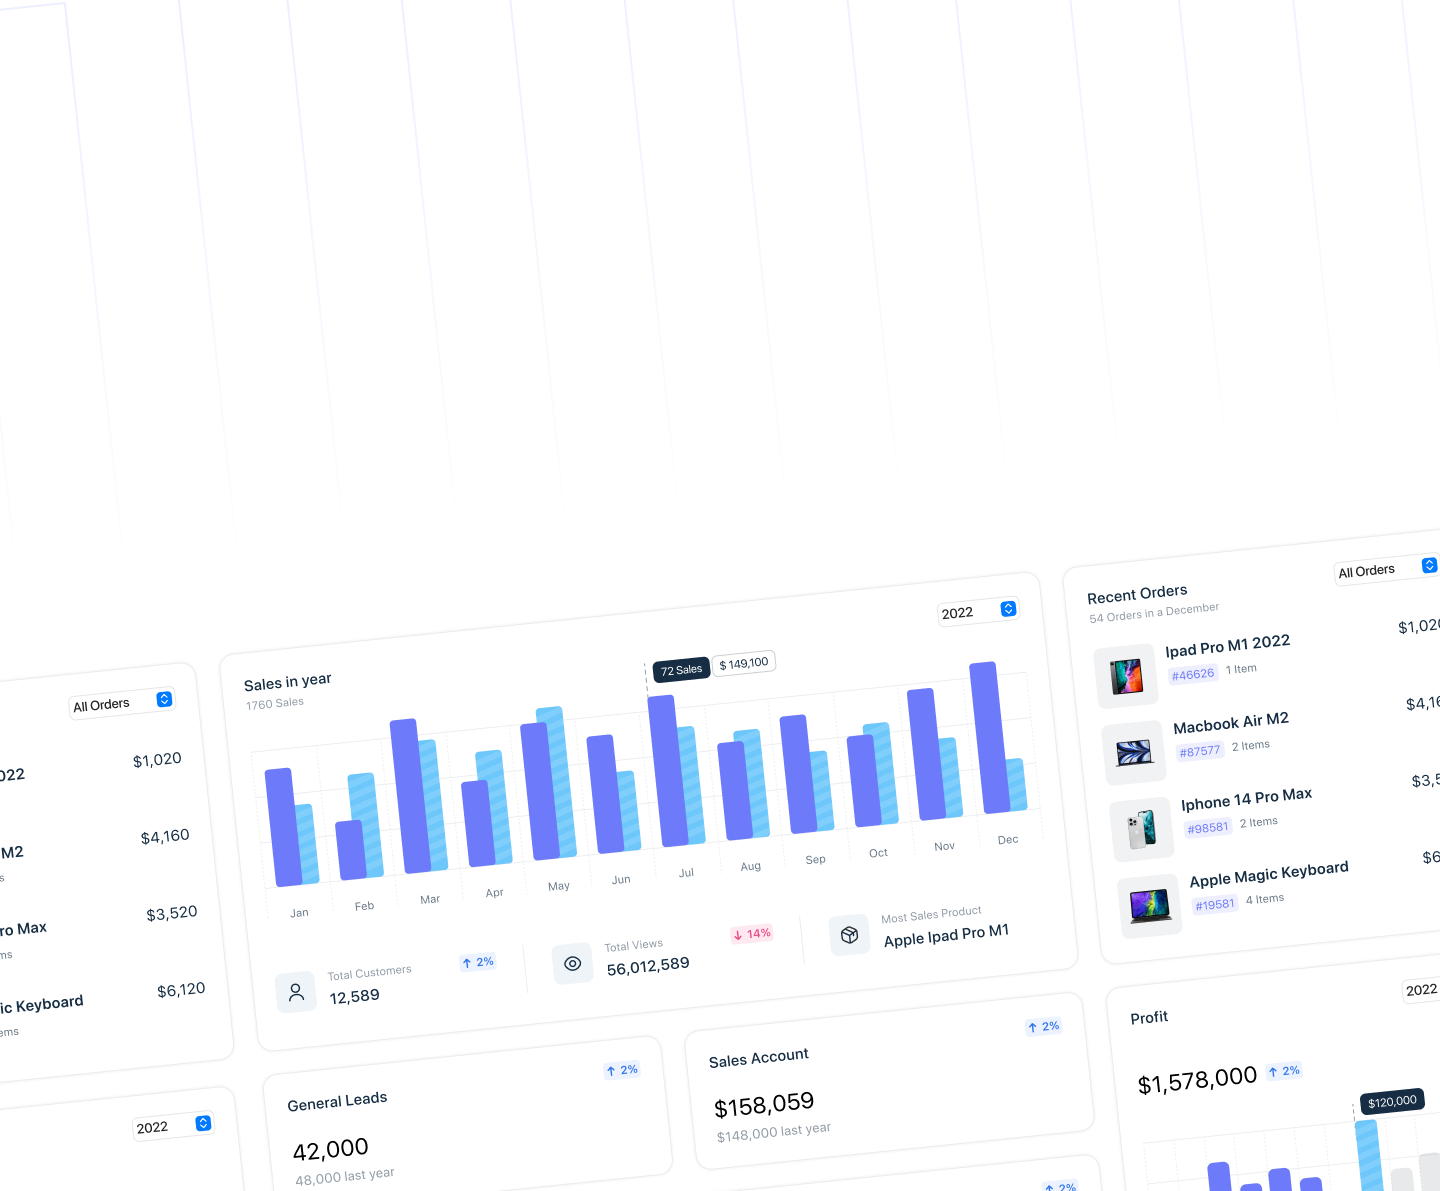 All Orders
022
$1,020
M2
$4,160
s
ro Max
$3,520
ms
ic Keyboard
$6,120
ems
2022
Sales in year
1760 Sales
2022
72 Sales
$ 149,100
Jan
Feb
Mar
Apr
May
Jun
Jul
Aug
Sep
Oct
Nov
Dec
Total Customers
12,589
2%
Total Views
56,012,589
14%
Most Sales Product
Apple Ipad Pro M1
Recent Orders
54 Orders in a December
All Orders
Ipad Pro M1 2022
#46626 1 Item
$1,020
Macbook Air M2
#87577 2 Items
$4,16
Iphone 14 Pro Max
#98581 2 Items
$3,5
Apple Magic Keyboard
#19581 4 Items
$6
General Leads
2%
42,000
48,000 last year
Sales Account
2%
$158,059
$148,000 last year
2%
Profit
2022
$1,578,000 2%
$120,000